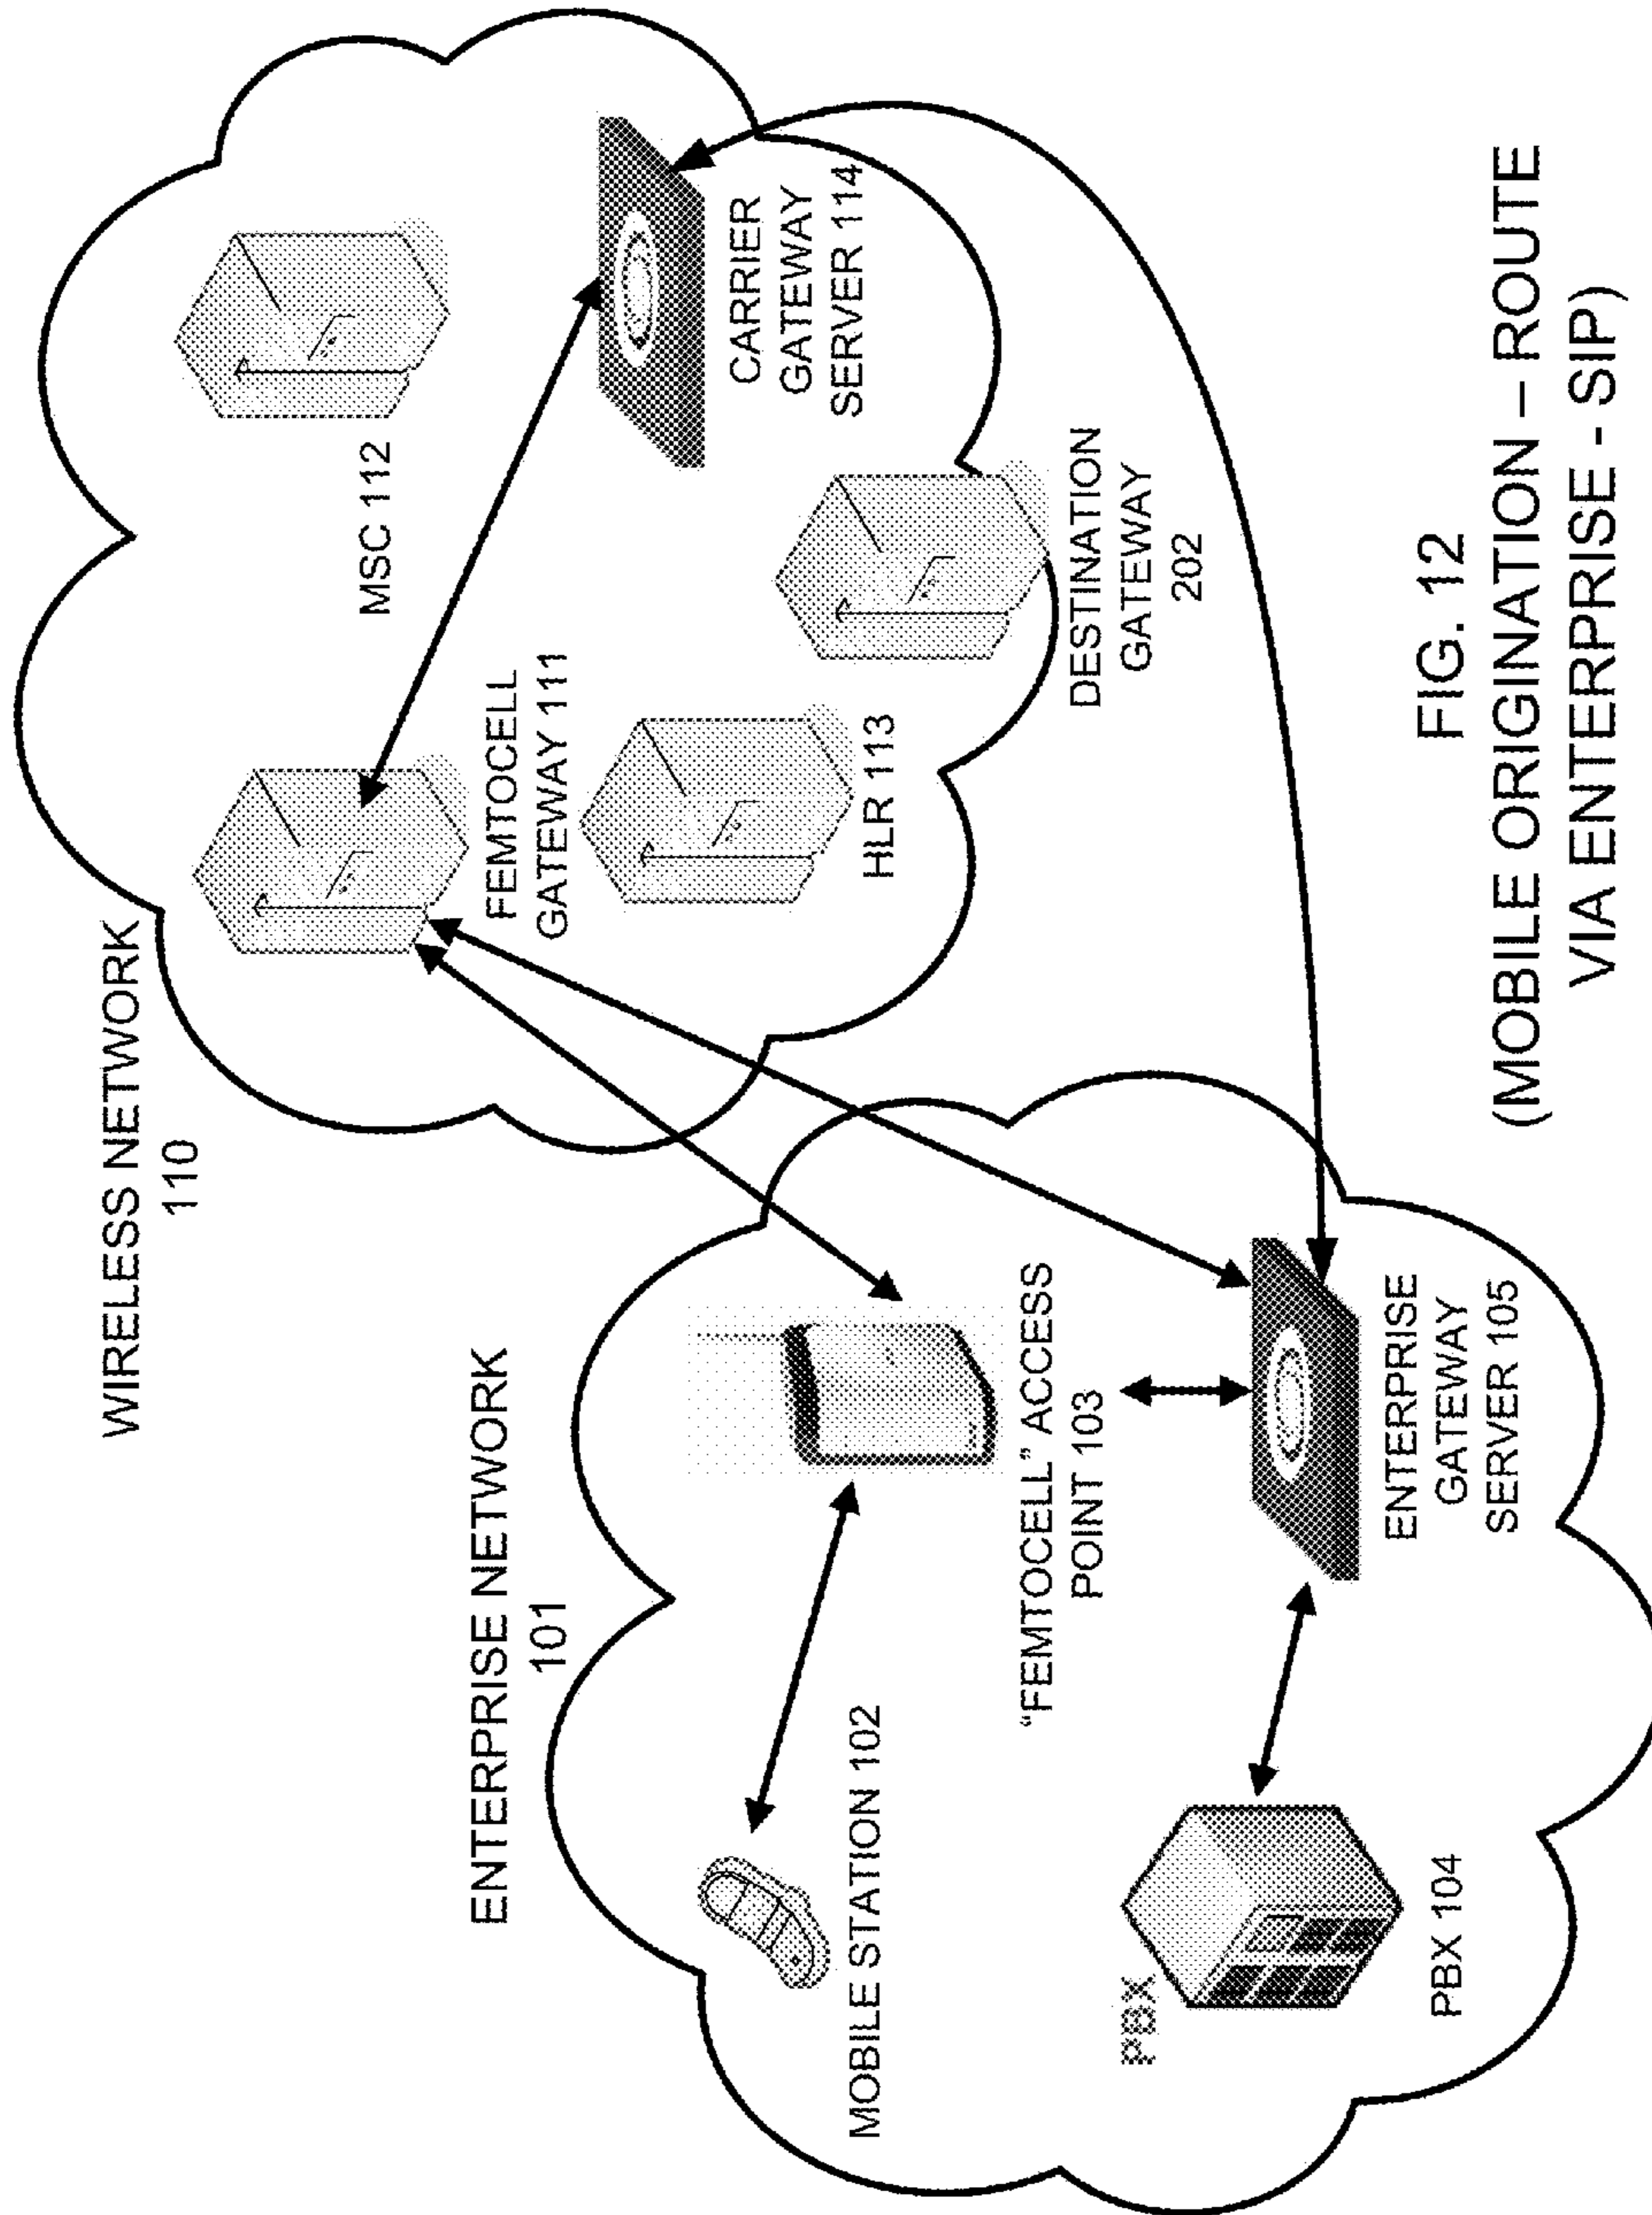 WIRELESS NETWORK
110
MSC 112
FEMTOCELL
GATEWAY 111
CARRIER
GATEWAY
SERVER 114
HLR 113
DESTINATION
GATEWAY
202
ENTERPRISE NETWORK
101
MOBILE STATION 102
"FEMTOCELL" ACCESS
POINT 103
PBX
PBX 104
ENTERPRISE
GATEWAY
SERVER 105
FIG. 12
(MOBILE ORIGINATION – ROUTE
VIA ENTERPRISE - SIP)